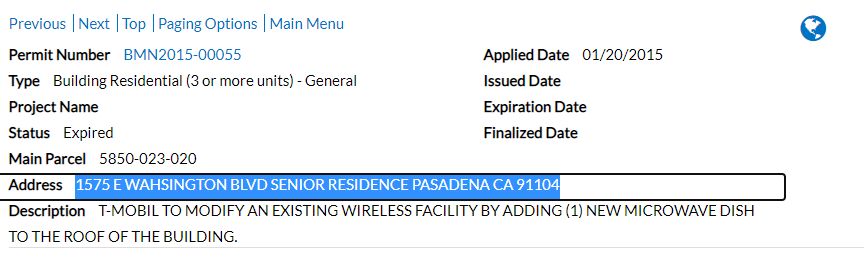 Previous Next Top Paging Options Main Menu
Permit Number BMN2015-00055 Applied Date 01/20/2015
Type Building Residential (3 or more units) - General Issued Date
Project Name Expiration Date
Status Expired Finalized Date
Main Parcel 5850-023-020
Address 1575 E WAHSINGTON BLVD SENIOR RESIDENCE PASADENA CA 91104
Description T-MOBIL TO MODIFY AN EXISTING WIRELESS FACILITY BY ADDING (1) NEW MICROWAVE DISH
TO THE ROOF OF THE BUILDING.